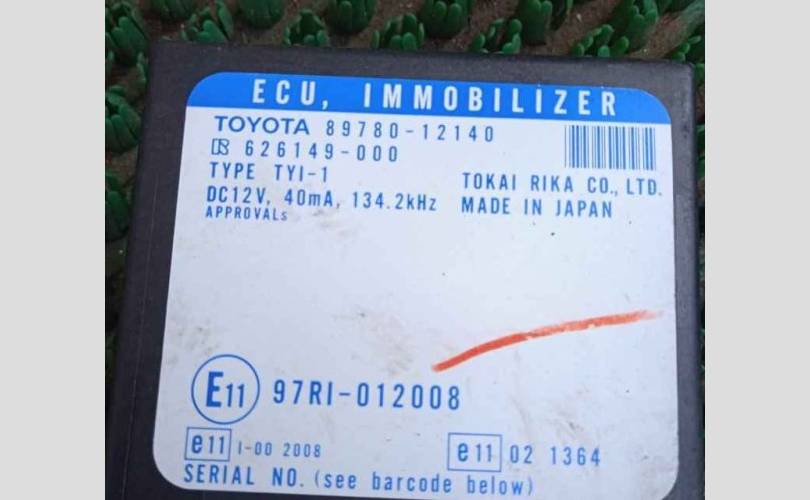 ECU, IMMOBILIZER
TOYOTA 89780-12140
626149-000
TYPE TYI-1
TOKAI RIKA CO., LTD.
DC12V, 40mA, 134.2kHz
MADE IN JAPAN
APPROVALs
E11 97RI-012008
e11 I-00 2008
e11 02 1364
SERIAL NO. (see barcode below)